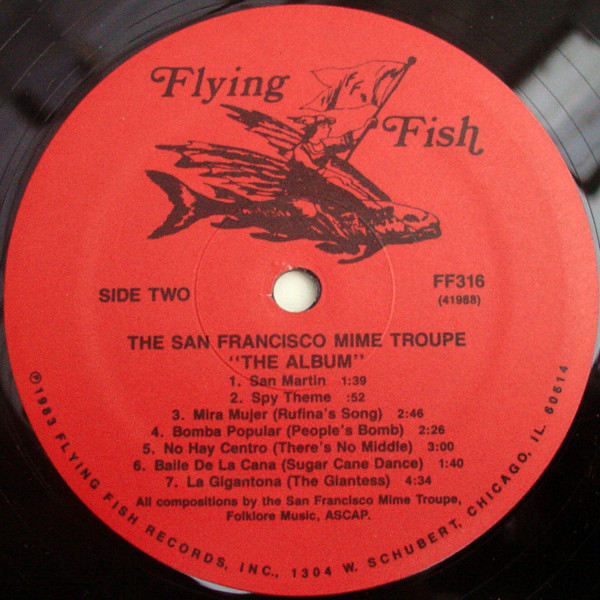 Flying
Fish
SIDE TWO
FF316
(41988)
THE SAN FRANCISCO MIME TROUPE
"THE ALBUM"
1. San Martin 1:39
2. Spy Theme :52
3. Mira Mujer (Rufina's Song) 2:46
4. Bomba Popular (People's Bomb) 2:26
5. No Hay Centro (There's No Middle) 3:00
6. Baile De La Cana (Sugar Cane Dance) 1:40
7. La Gigantona (The Giantess) 4:34
All compositions by the San Francisco Mime Troupe,
Folklore Music, ASCAP.
℗1983 FLYING FISH RECORDS, INC., 1304 W. SCHUBERT, CHICAGO, IL. 60614